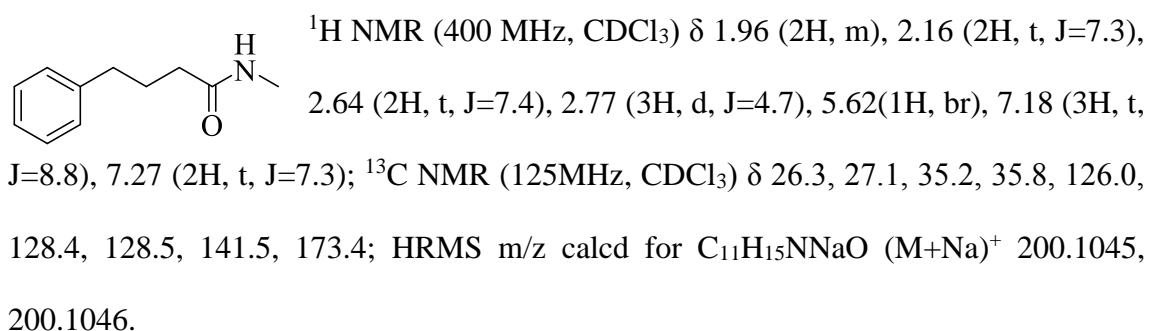 ¹H NMR (400 MHz, CDCl₃) δ 1.96 (2H, m), 2.16 (2H, t, J=7.3),
H
N
O
2.64 (2H, t, J=7.4), 2.77 (3H, d, J=4.7), 5.62(1H, br), 7.18 (3H, t,
J=8.8), 7.27 (2H, t, J=7.3); ¹³C NMR (125MHz, CDCl₃) δ 26.3, 27.1, 35.2, 35.8, 126.0,
128.4, 128.5, 141.5, 173.4; HRMS m/z calcd for C₁₁H₁₅NNaO (M+Na)⁺ 200.1045,
200.1046.